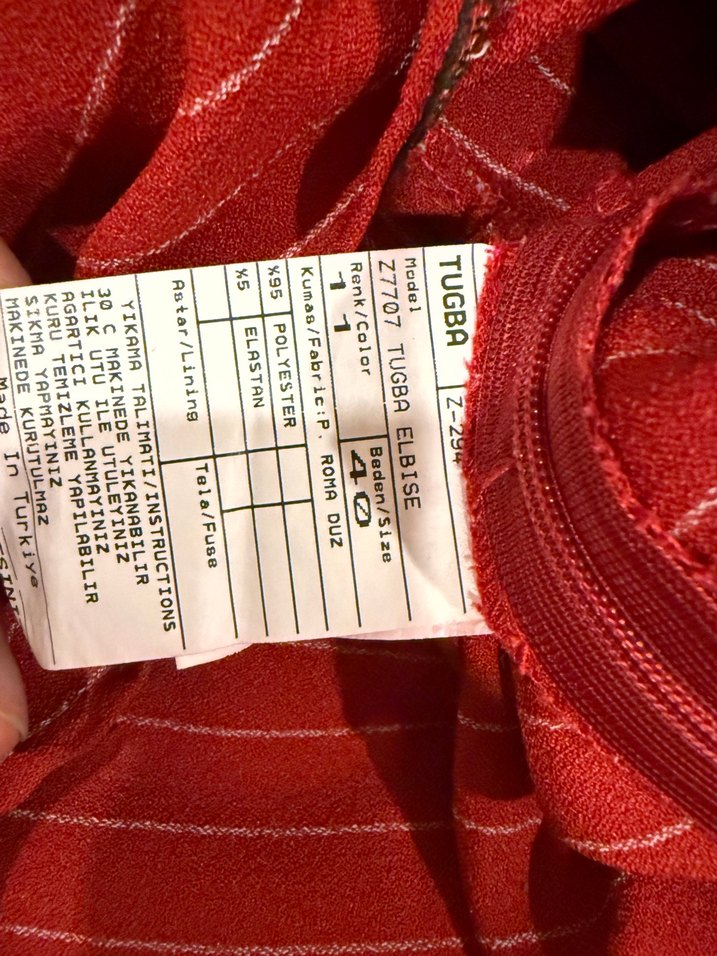 TUGBA Z-294
Model
Z7707 TUGBA ELBISE
Renk/Color Beden/Size
11 40
Kumas/Fabric:P. ROMA DUZ
%95 POLYESTER
%5 ELASTAN
Astar/Lining Tela/Fuse
YIKAMA TALIMATI/INSTRUCTIONS
30 C MAKINEDE YIKANABILIR
ILIK UTU ILE UTULEYINIZ
AGARTICI KULLANMAYINIZ
KURU TEMIZLEME YAPILABILIR
SIKMA YAPMAYINIZ
MAKINEDE KURUTULMAZ
Made In Turkiye